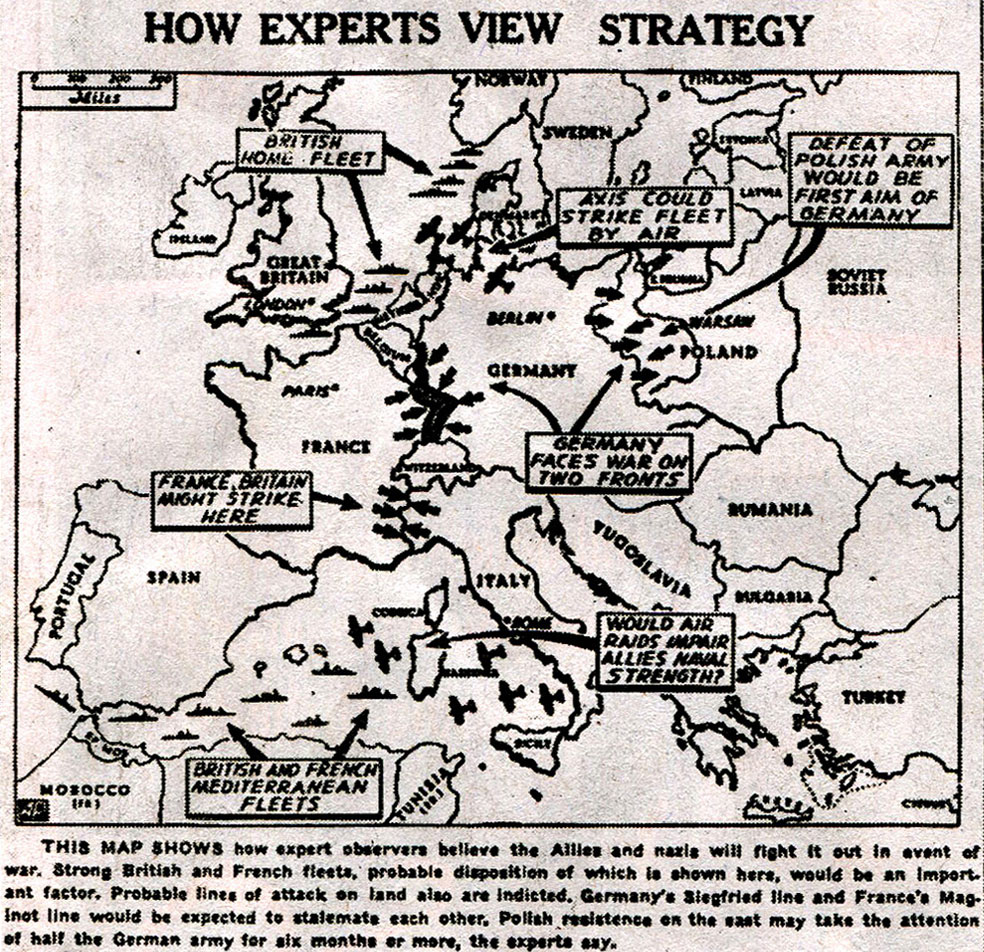 HOW EXPERTS VIEW STRATEGY
0 100 200 300
Miles
NORWAY
FINLAND
SWEDEN
ESTONIA
LATVIA
BRITISH
HOME FLEET
DEFEAT OF
POLISH ARMY
WOULD BE
FIRST AIM OF
GERMANY
AXIS COULD
STRIKE FLEET
BY AIR
DENMARK
IRELAND
GREAT
BRITAIN
LONDON
SOVIET
RUSSIA
BERLIN
WARSAW
POLAND
BELGIUM
GERMANY
PARIS
FRANCE
SWITZERLAND
GERMANY
FACES WAR ON
TWO FRONTS
FRANCE, BRITAIN
MIGHT STRIKE
HERE
RUMANIA
YUGOSLAVIA
BULGARIA
PORTUGAL
SPAIN
ITALY
CORSICA
ROME
WOULD AIR
RAIDS IMPAIR
ALLIES NAVAL
STRENGTH?
SARDINIA
TURKEY
SICILY
SP. MOR.
BRITISH AND FRENCH
MEDITERRANEAN
FLEETS
MOROCCO
(FR.)
TUNISIA
(FR.)
CRETE
CYPRUS
THIS MAP SHOWS how expert observers believe the Allies and nazis will fight it out in event of
war. Strong British and French fleets, probable disposition of which is shown here, would be an import-
ant factor. Probable lines of attack on land also are indicted. Germany's Siegfried line and France's Mag-
inot line would be expected to stalemate each other. Polish resistence on the east may take the attention
of half the German army for six months or more, the experts say.